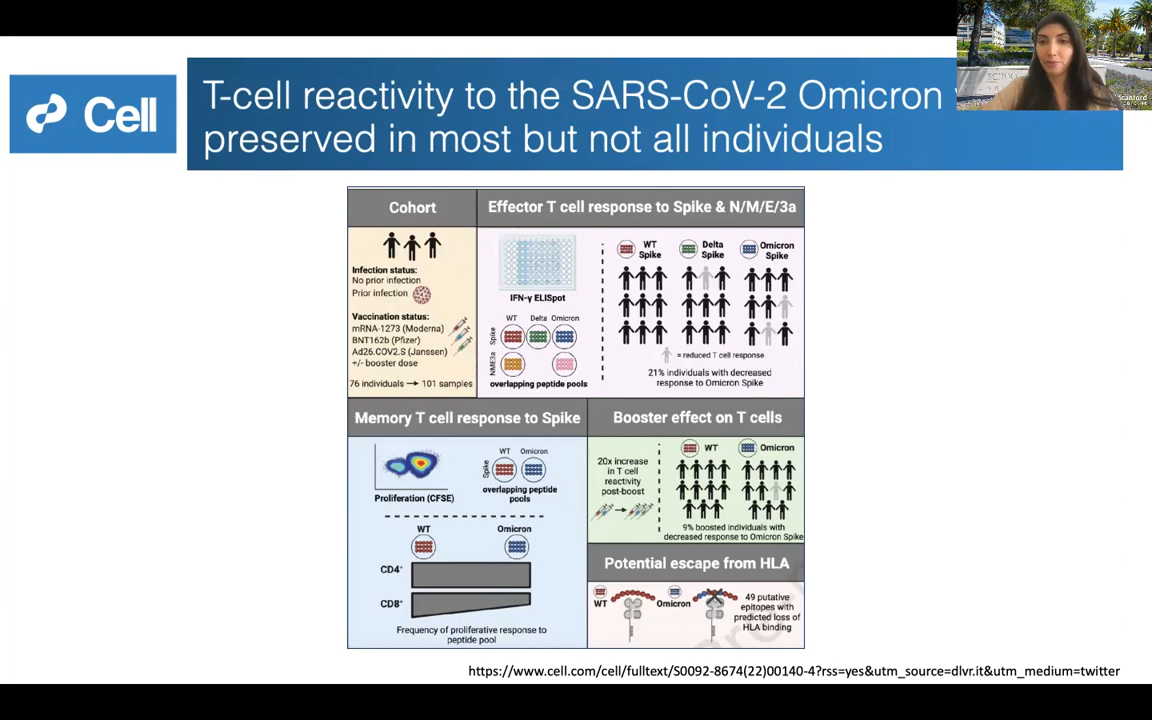 Cell
T-cell reactivity to the SARS-CoV-2 Omicron
preserved in most but not all individuals
Cohort
Infection status:
No prior infection
Prior infection
Vaccination status:
mRNA-1273 (Moderna)
BNT162b (Pfizer)
Ad26.COV2.S (Janssen)
+/- booster dose
76 individuals → 101 samples
Effector T cell response to Spike & N/M/E/3a
IFN-γ ELISpot
WT Delta Omicron
Spike
NME3a
overlapping peptide pools
WT Spike
Delta Spike
Omicron Spike
= reduced T cell response
21% individuals with decreased
response to Omicron Spike
Memory T cell response to Spike
Proliferation (CFSE)
WT Omicron
Spike
overlapping peptide
pools
WT
Omicron
CD4+
CD8+
Frequency of proliferative response to
peptide pool
Booster effect on T cells
20x increase
in T cell
reactivity
post-boost
WT
Omicron
9% boosted individuals with
decreased response to Omicron Spike
Potential escape from HLA
WT
Omicron
49 putative
epitopes with
predicted loss of
HLA binding
https://www.cell.com/cell/fulltext/S0092-8674(22)00140-4?rss=yes&utm_source=dlvr.it&utm_medium=twitter